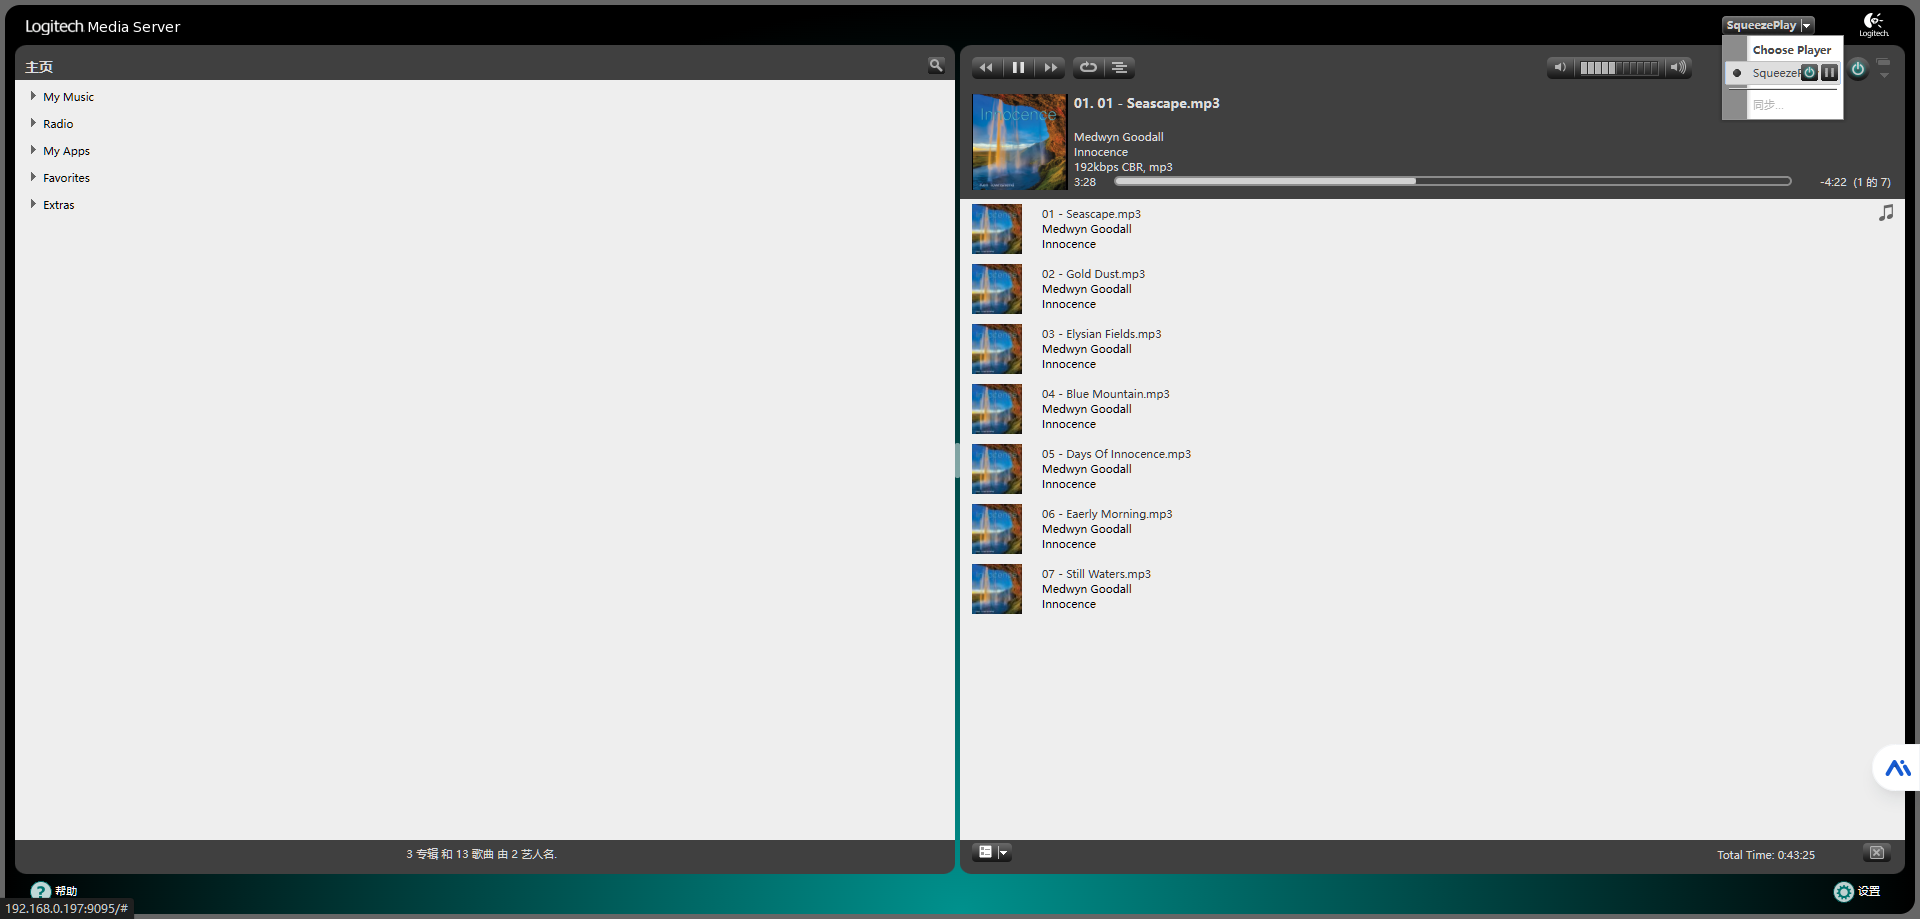 Logitech Media Server
SqueezePlay
Logitech
主页
My Music
Radio
My Apps
Favorites
Extras
Choose Player
SqueezeP
同步...
Innocence
01. 01 - Seascape.mp3
Medwyn Goodall
Innocence
192kbps CBR, mp3
3:28
-4:22 (1 的 7)
01 - Seascape.mp3
Medwyn Goodall
Innocence
02 - Gold Dust.mp3
Medwyn Goodall
Innocence
03 - Elysian Fields.mp3
Medwyn Goodall
Innocence
04 - Blue Mountain.mp3
Medwyn Goodall
Innocence
05 - Days Of Innocence.mp3
Medwyn Goodall
Innocence
06 - Eaerly Morning.mp3
Medwyn Goodall
Innocence
07 - Still Waters.mp3
Medwyn Goodall
Innocence
3 专辑 和 13 歌曲 由 2 艺人名.
Total Time: 0:43:25
帮助
设置
192.168.0.197:9095/#